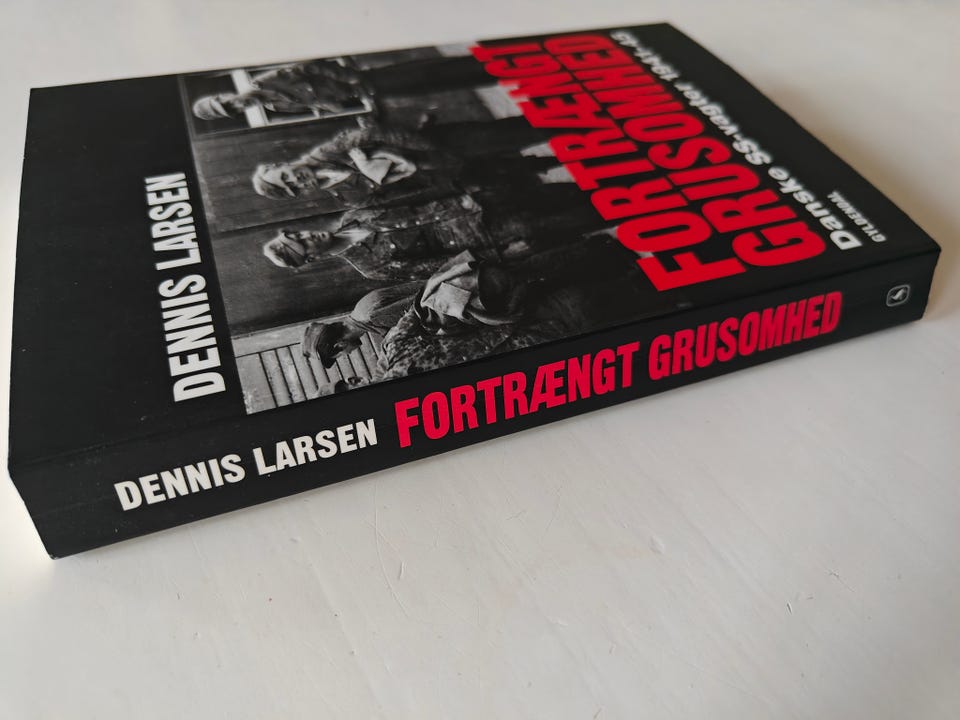 DENNIS LARSEN
FORTRÆNGT
GRUSOMHED
Danske SS-vagter 1941-45
GYLDENDAL
DENNIS LARSEN FORTRÆNGT GRUSOMHED